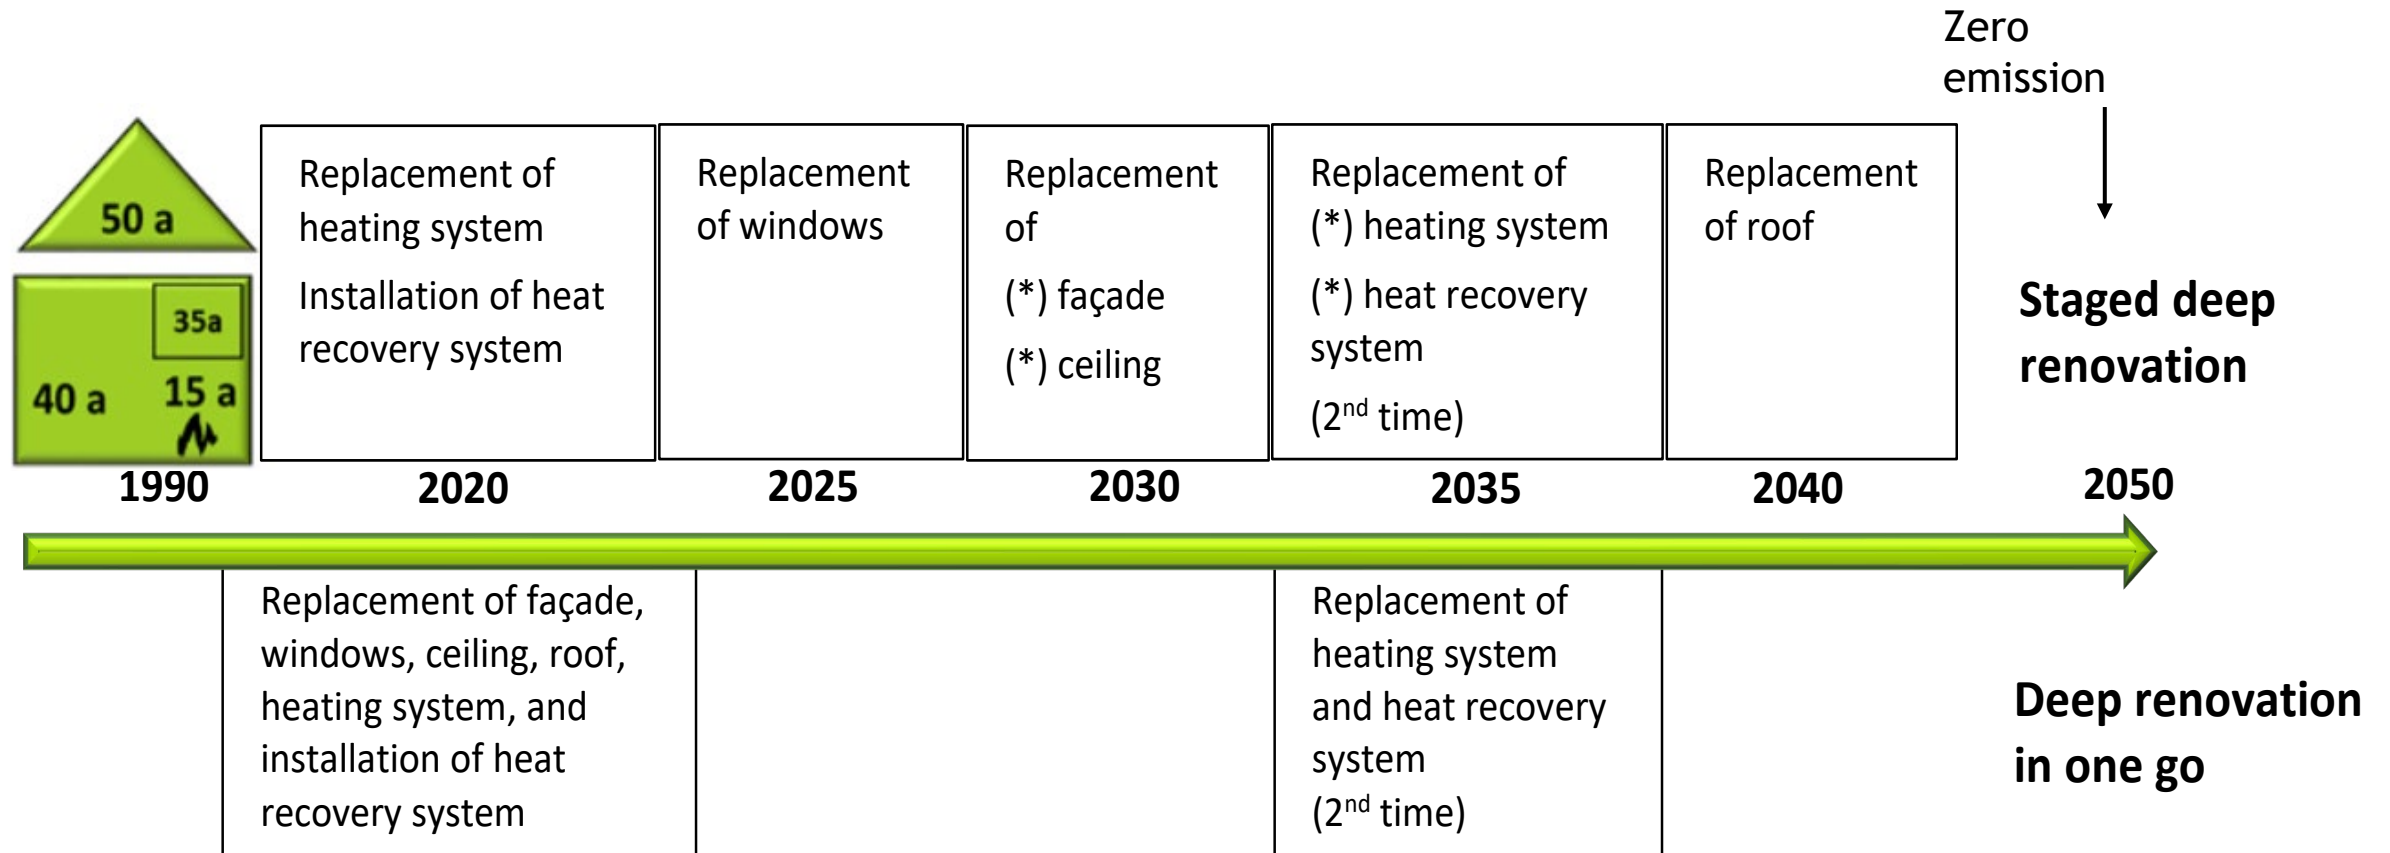 Zero
emission
50 a
35a
40 a
15 a
Replacement of
heating system
Installation of heat
recovery system
Replacement
of windows
Replacement
of
(*) façade
(*) ceiling
Replacement of
(*) heating system
(*) heat recovery
system
(2nd time)
Replacement
of roof
Staged deep
renovation
1990
2020
2025
2030
2035
2040
2050
Replacement of façade,
windows, ceiling, roof,
heating system, and
installation of heat
recovery system
Replacement of
heating system
and heat recovery
system
(2nd time)
Deep renovation
in one go